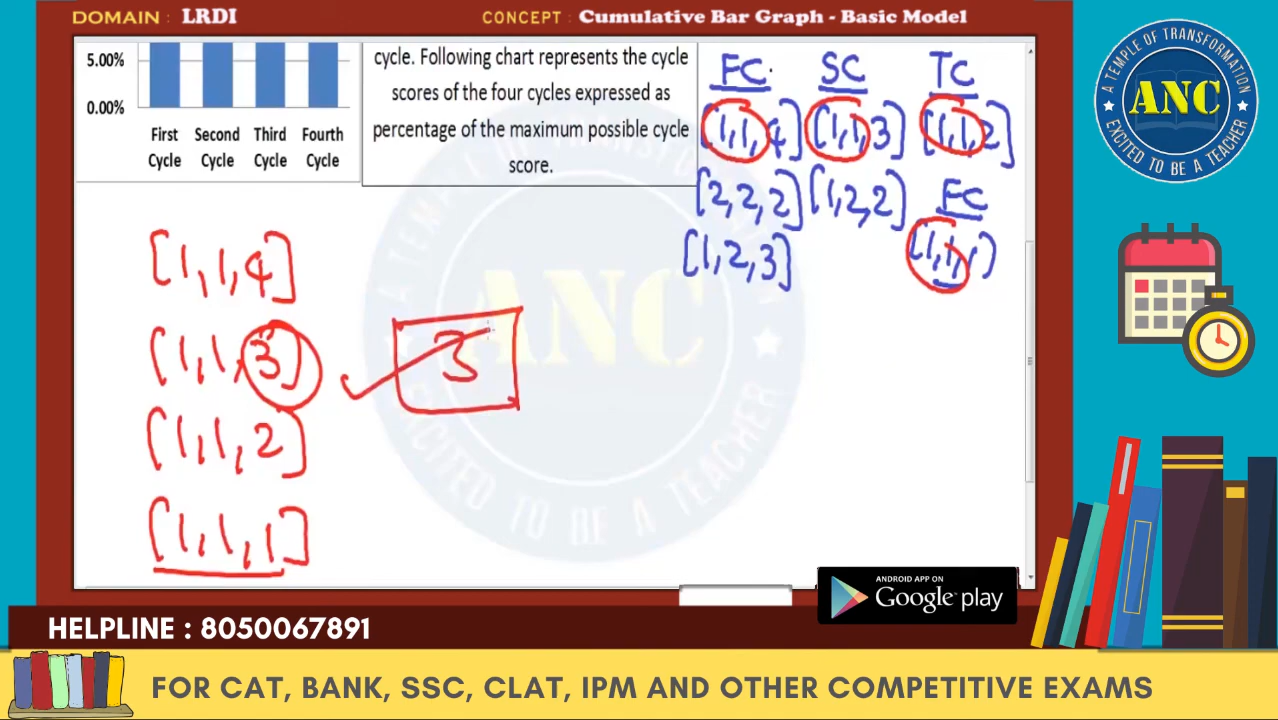 DOMAIN : LRDI
CONCEPT : Cumulative Bar Graph - Basic Model
5.00%
0.00%
First Cycle
Second Cycle
Third Cycle
Fourth Cycle
cycle. Following chart represents the cycle
scores of the four cycles expressed as
percentage of the maximum possible cycle
score.
FC
SC
TC
[1,1,4]
[1,1,3]
[1,1,2]
[2,2,2]
[1,2,2]
FC
[1,2,3]
[1,1,1]
[1,1,4]
[1,1,3]
3
[1,1,2]
[1,1,1]
ANC
EXCITED TO BE A TEACHER
A TEMPLE OF TRANSFORMATION
ANC
EXCITED TO BE A TEACHER
ANDROID APP ON
Google play
HELPLINE : 8050067891
FOR CAT, BANK, SSC, CLAT, IPM AND OTHER COMPETITIVE EXAMS